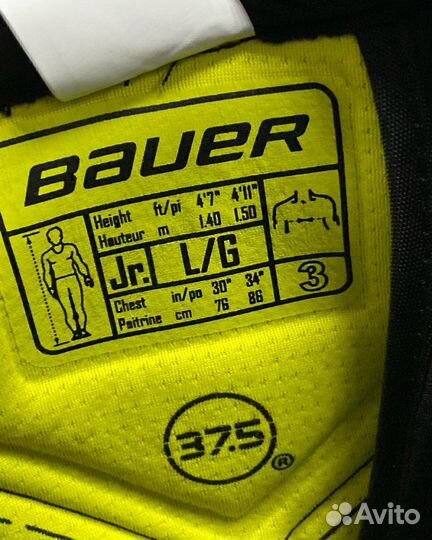 BAUER
Height ft/pi 4'7" 4'11"
Hauteur m 1.40 1.50
Jr. L/G
Chest in/po 30" 34"
Poitrine cm 76 86
3
37.5®
Avito